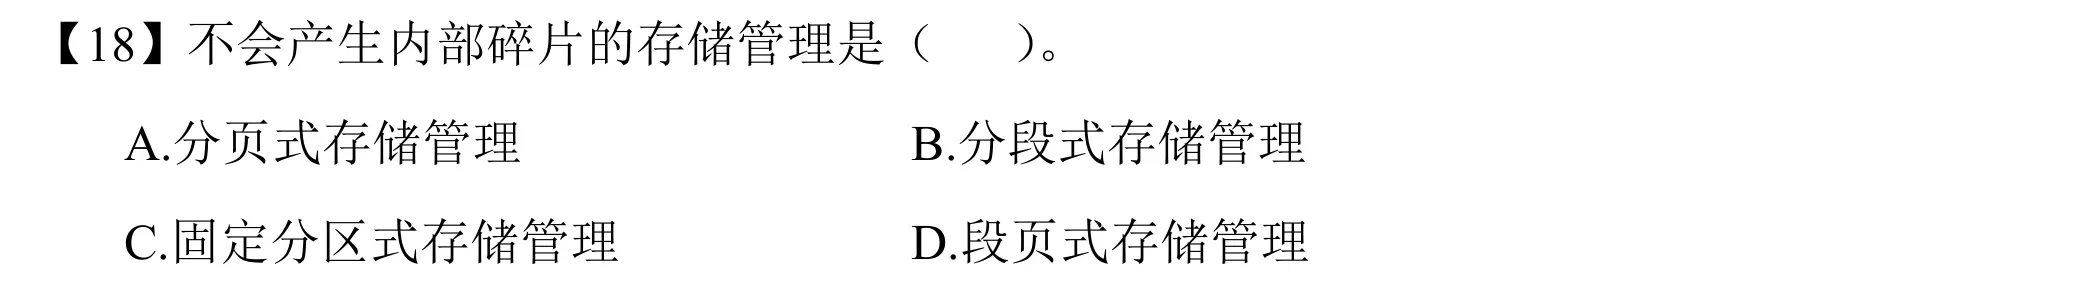 【18】不会产生内部碎片的存储管理是（　　）。
A.分页式存储管理　　B.分段式存储管理
C.固定分区式存储管理　　D.段页式存储管理